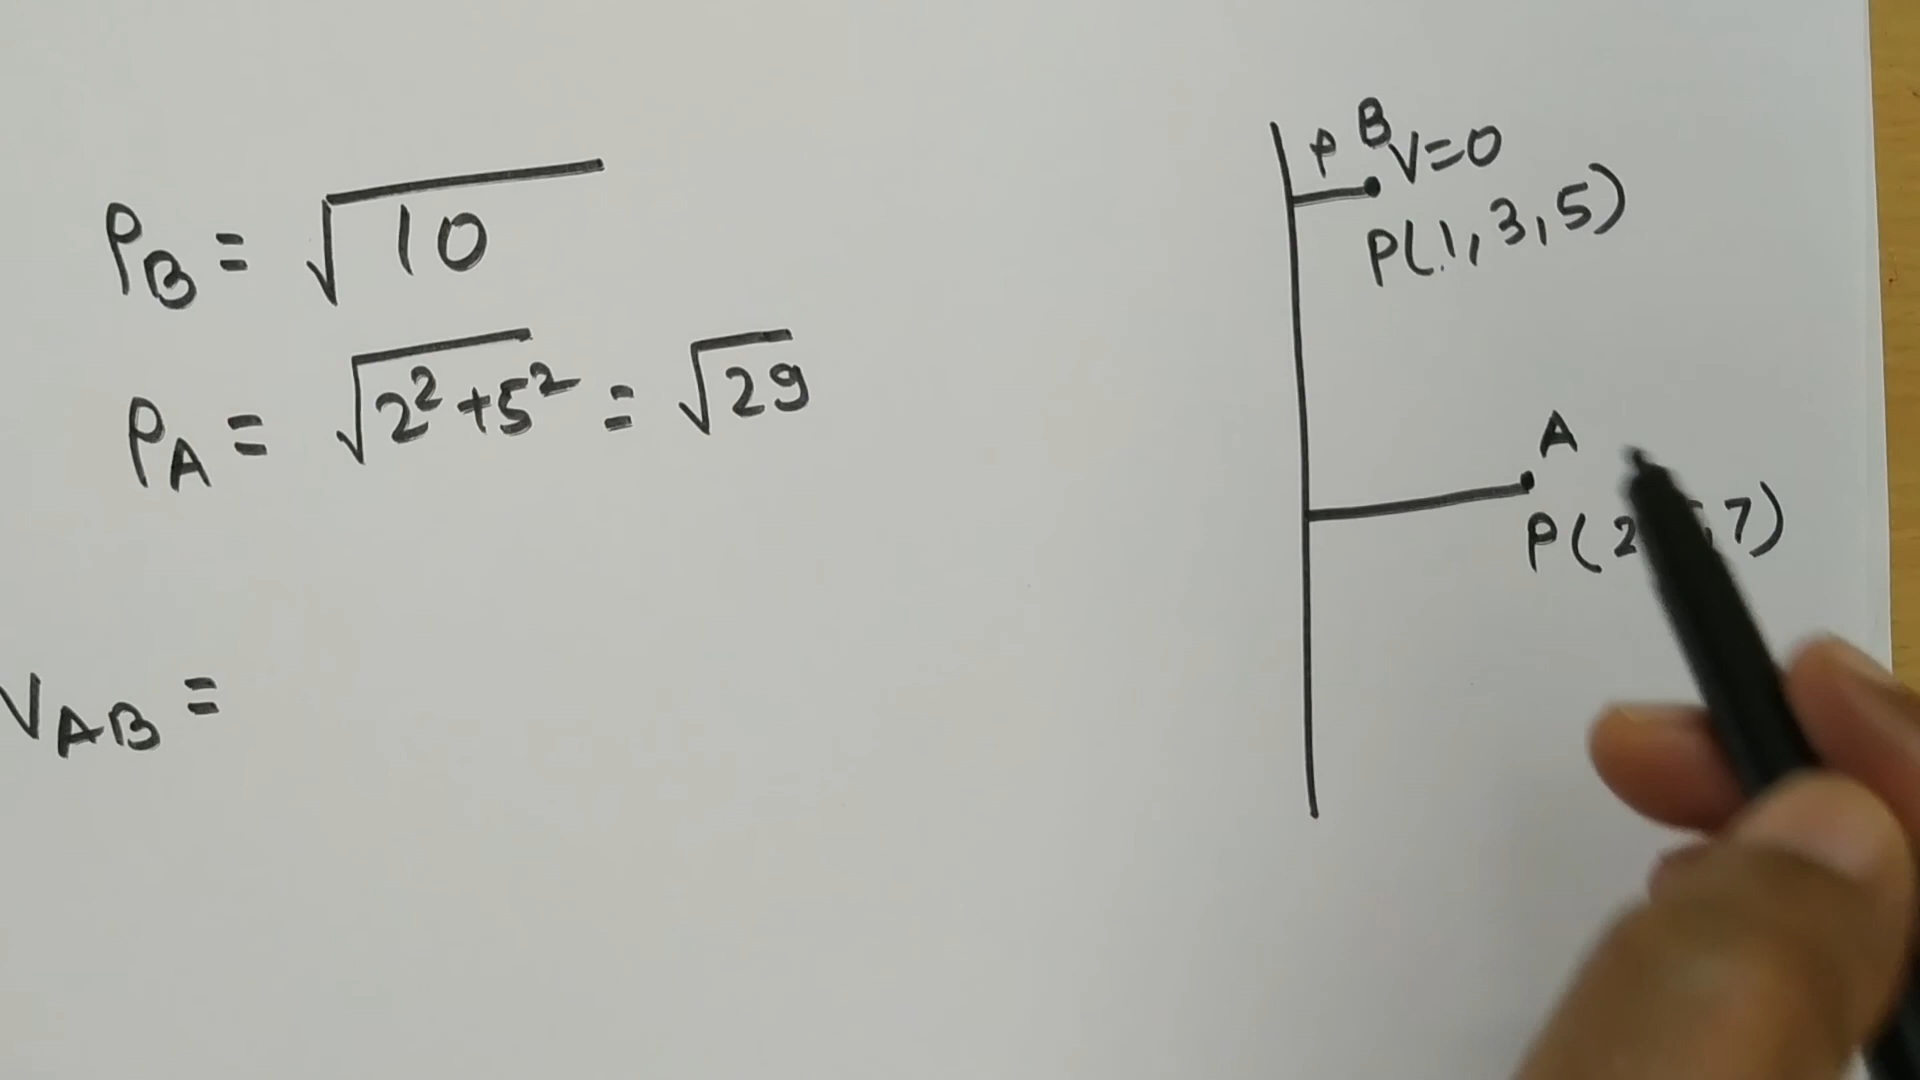 ρB = √10
ρA = √2²+5² = √29
VAB =
ρ B V=0
P(1,3,5)
A
P(2 ,7)